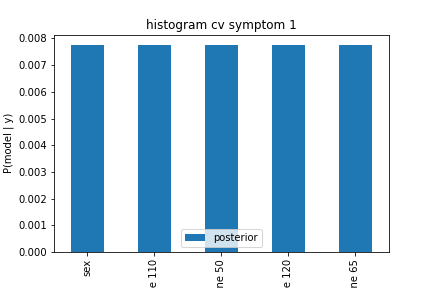 histogram cv symptom 1
0.008
0.007
0.006
0.005
0.004
0.003
0.002
0.001
0.000
P(model | y)
posterior
sex
e 110
ne 50
e 120
ne 65